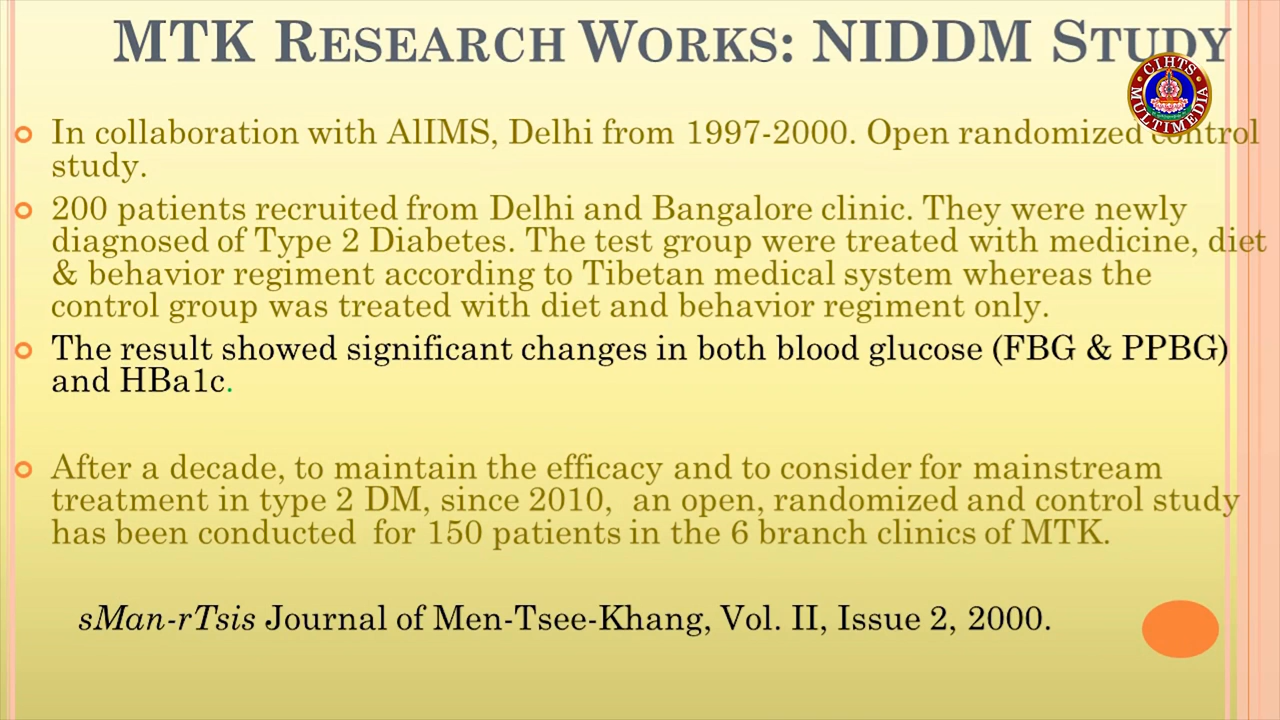 MTK RESEARCH WORKS: NIDDM STUDY
CIHTS
MULTIMEDIA
In collaboration with AlIMS, Delhi from 1997-2000. Open randomized control
study.
200 patients recruited from Delhi and Bangalore clinic. They were newly
diagnosed of Type 2 Diabetes. The test group were treated with medicine, diet
& behavior regiment according to Tibetan medical system whereas the
control group was treated with diet and behavior regiment only.
The result showed significant changes in both blood glucose (FBG & PPBG)
and HBa1c.
After a decade, to maintain the efficacy and to consider for mainstream
treatment in type 2 DM, since 2010, an open, randomized and control study
has been conducted for 150 patients in the 6 branch clinics of MTK.
sMan-rTsis Journal of Men-Tsee-Khang, Vol. II, Issue 2, 2000.